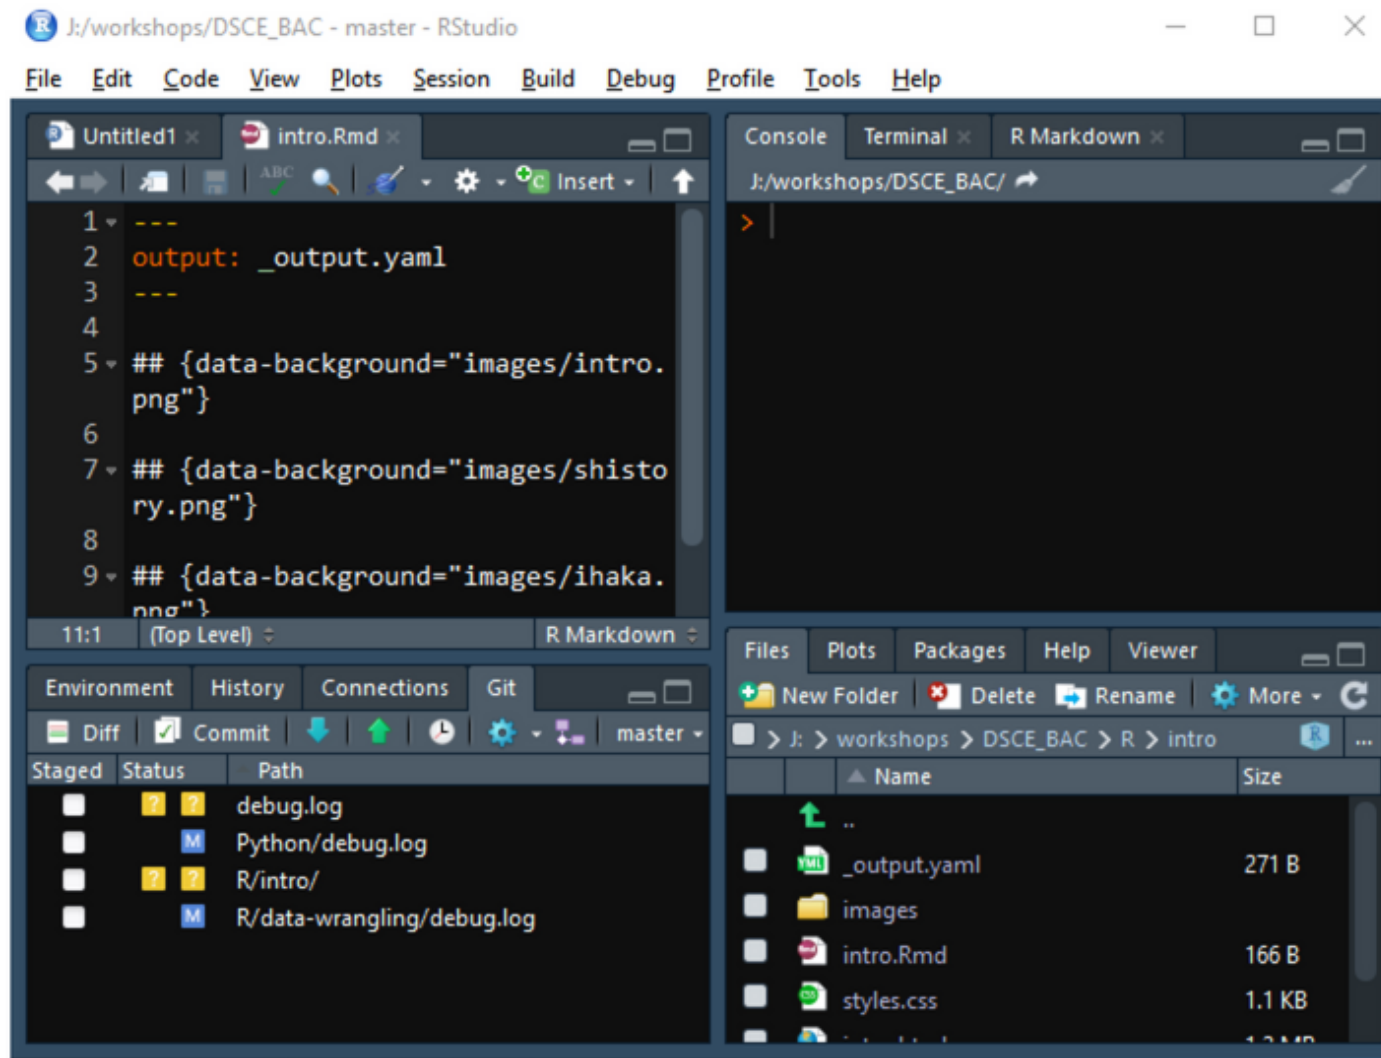 J:/workshops/DSCE_BAC - master - RStudio
File Edit Code View Plots Session Build Debug Profile Tools Help
Untitled1 intro.Rmd
ABC Insert
1 ---
2 output: _output.yaml
3 ---
4
5 ## {data-background="images/intro.
png"}
6
7 ## {data-background="images/shisto
ry.png"}
8
9 ## {data-background="images/ihaka.
png"}
11:1 (Top Level) R Markdown
Console Terminal R Markdown
J:/workshops/DSCE_BAC/
>
Environment History Connections Git
Diff Commit master
Staged Status Path
? ? debug.log
M Python/debug.log
? ? R/intro/
M R/data-wrangling/debug.log
Files Plots Packages Help Viewer
New Folder Delete Rename More
J: > workshops > DSCE_BAC > R > intro ...
Name Size
..
_output.yaml 271 B
images
intro.Rmd 166 B
styles.css 1.1 KB